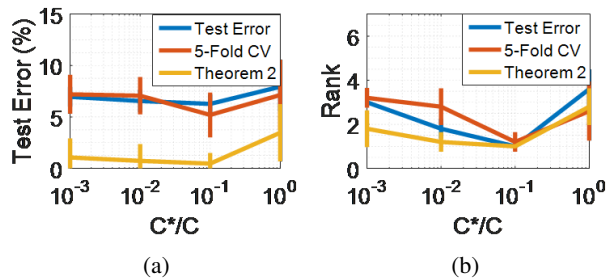 15
10
5
0
Test Error (%)
Test Error
5-Fold CV
Theorem 2
10^-3
10^-2
10^-1
10^0
C*/C
(a)
6
4
2
0
Rank
Test Error
5-Fold CV
Theorem 2
10^-3
10^-2
10^-1
10^0
C*/C
(b)